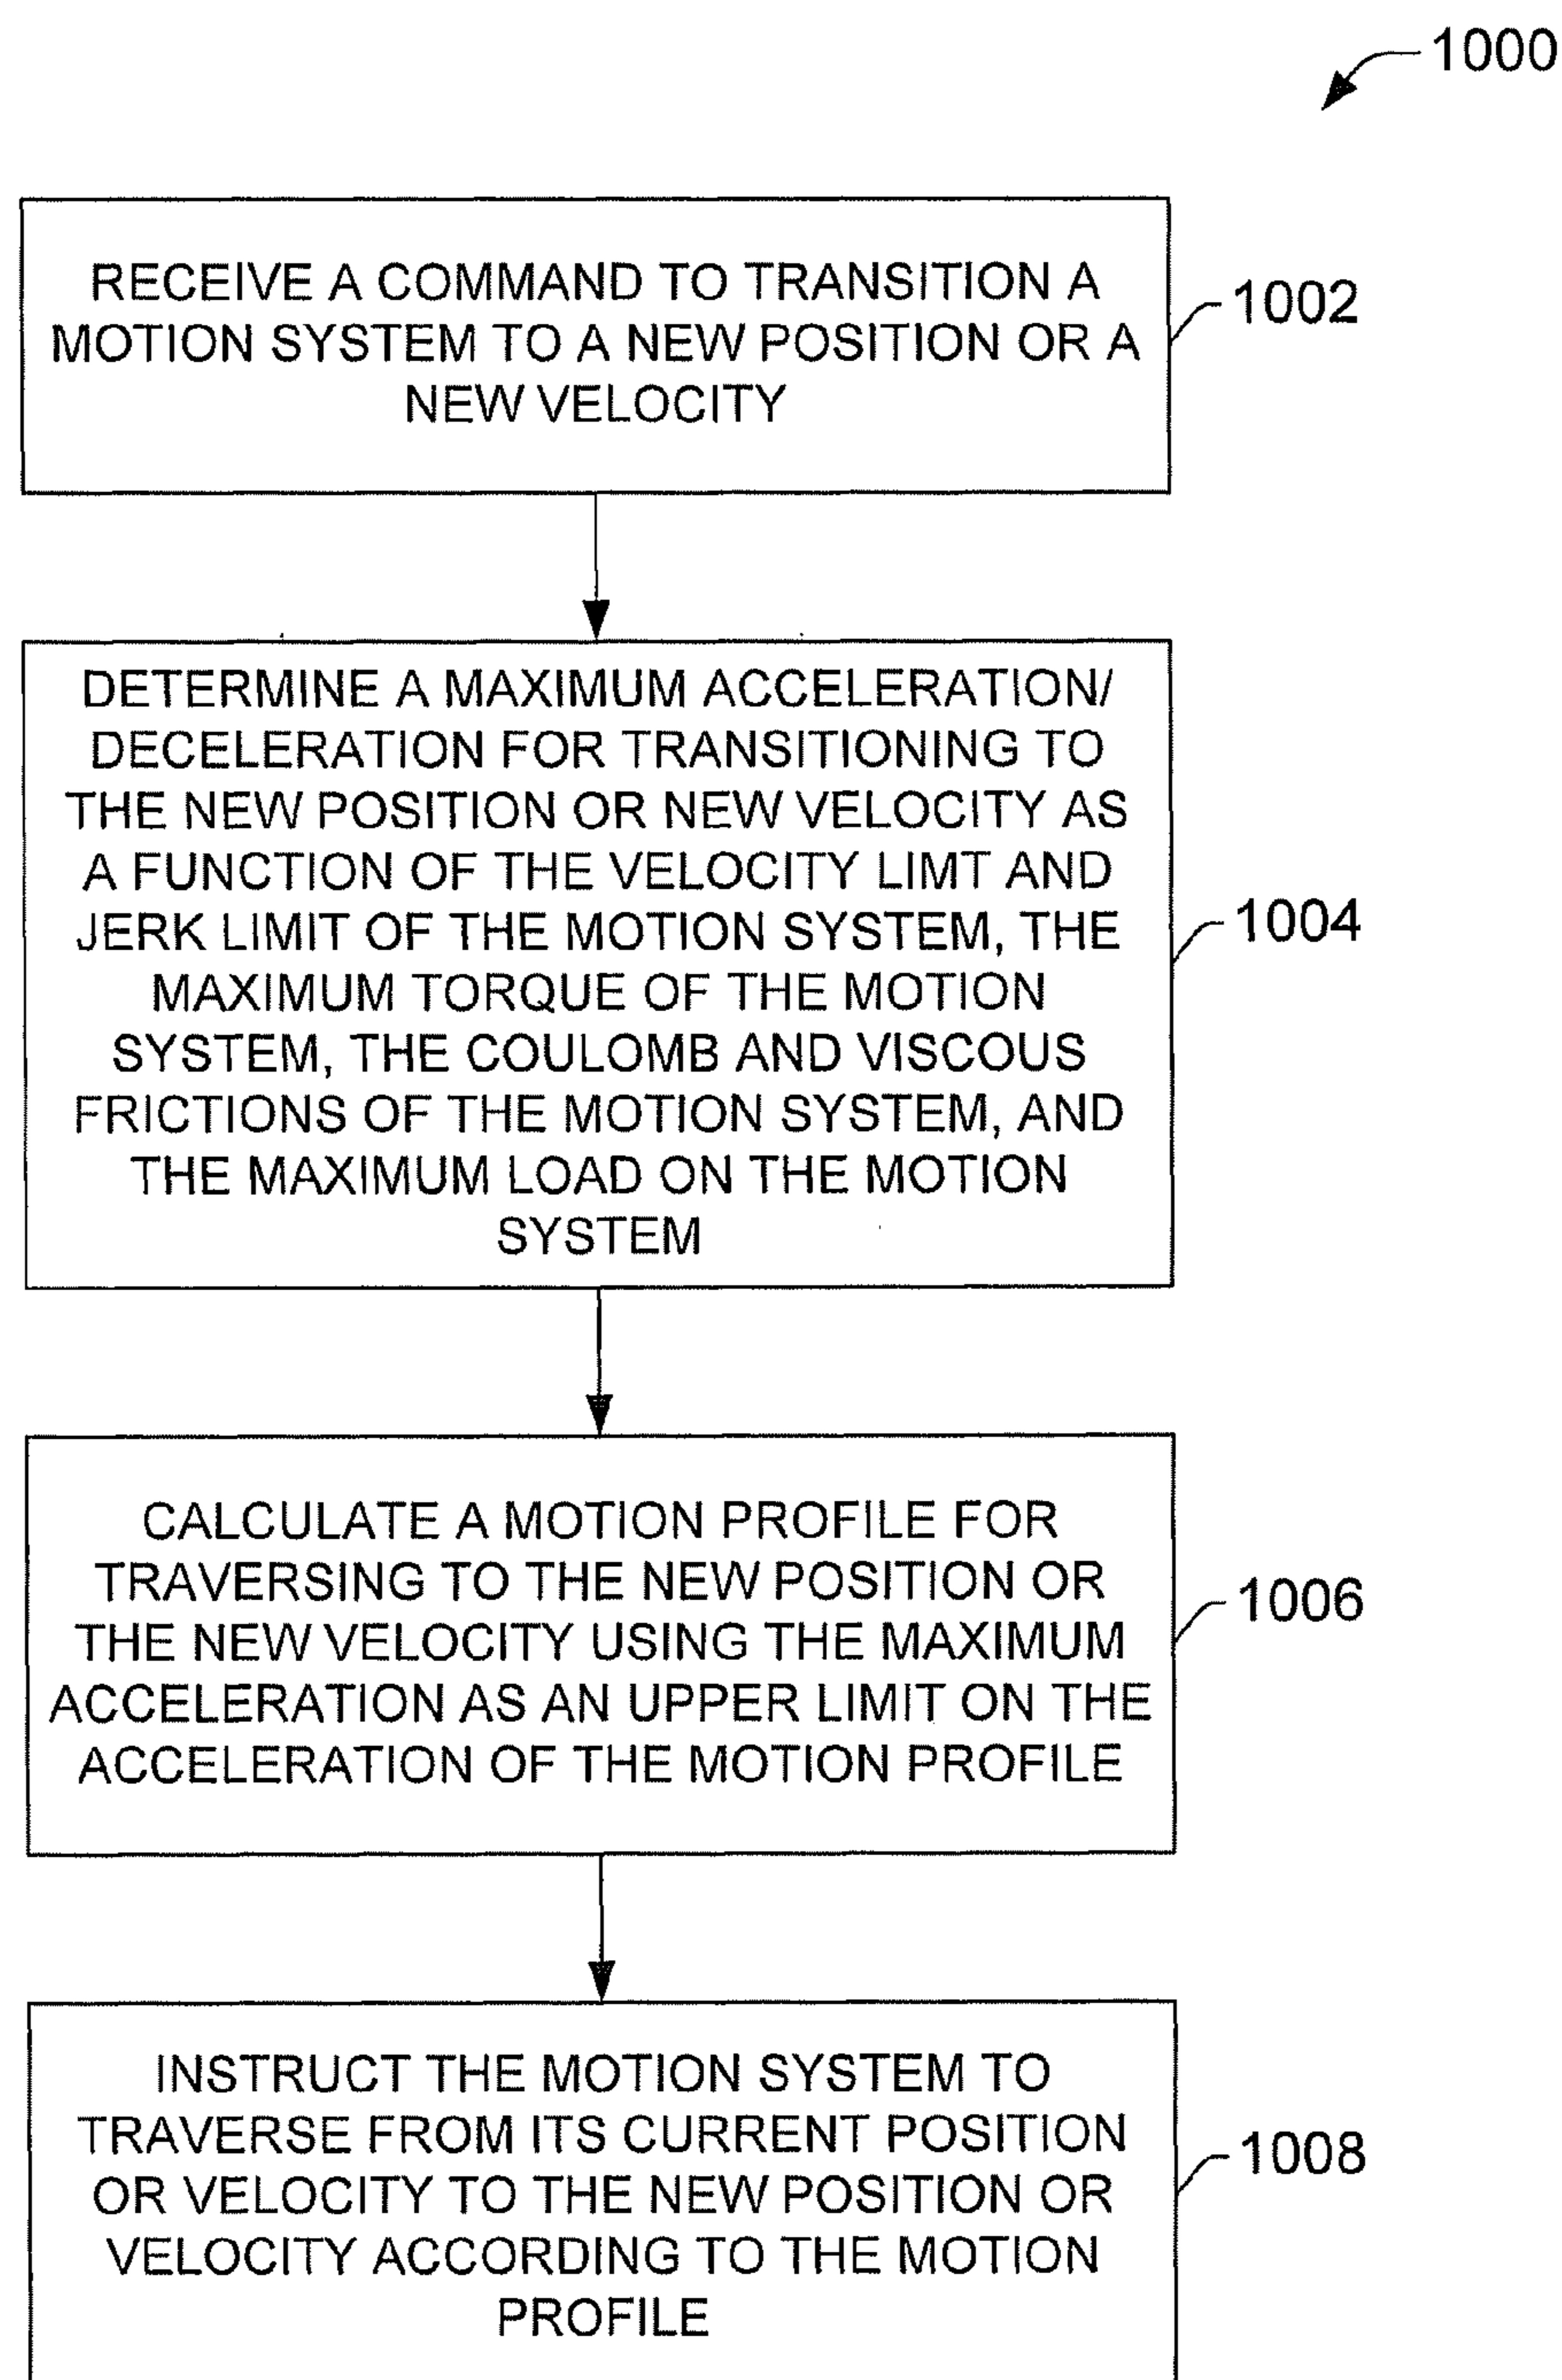 1000
RECEIVE A COMMAND TO TRANSITION A
MOTION SYSTEM TO A NEW POSITION OR A
NEW VELOCITY
1002
DETERMINE A MAXIMUM ACCELERATION/
DECELERATION FOR TRANSITIONING TO
THE NEW POSITION OR NEW VELOCITY AS
A FUNCTION OF THE VELOCITY LIMT AND
JERK LIMIT OF THE MOTION SYSTEM, THE
MAXIMUM TORQUE OF THE MOTION
SYSTEM, THE COULOMB AND VISCOUS
FRICTIONS OF THE MOTION SYSTEM, AND
THE MAXIMUM LOAD ON THE MOTION
SYSTEM
1004
CALCULATE A MOTION PROFILE FOR
TRAVERSING TO THE NEW POSITION OR
THE NEW VELOCITY USING THE MAXIMUM
ACCELERATION AS AN UPPER LIMIT ON THE
ACCELERATION OF THE MOTION PROFILE
1006
INSTRUCT THE MOTION SYSTEM TO
TRAVERSE FROM ITS CURRENT POSITION
OR VELOCITY TO THE NEW POSITION OR
VELOCITY ACCORDING TO THE MOTION
PROFILE
1008